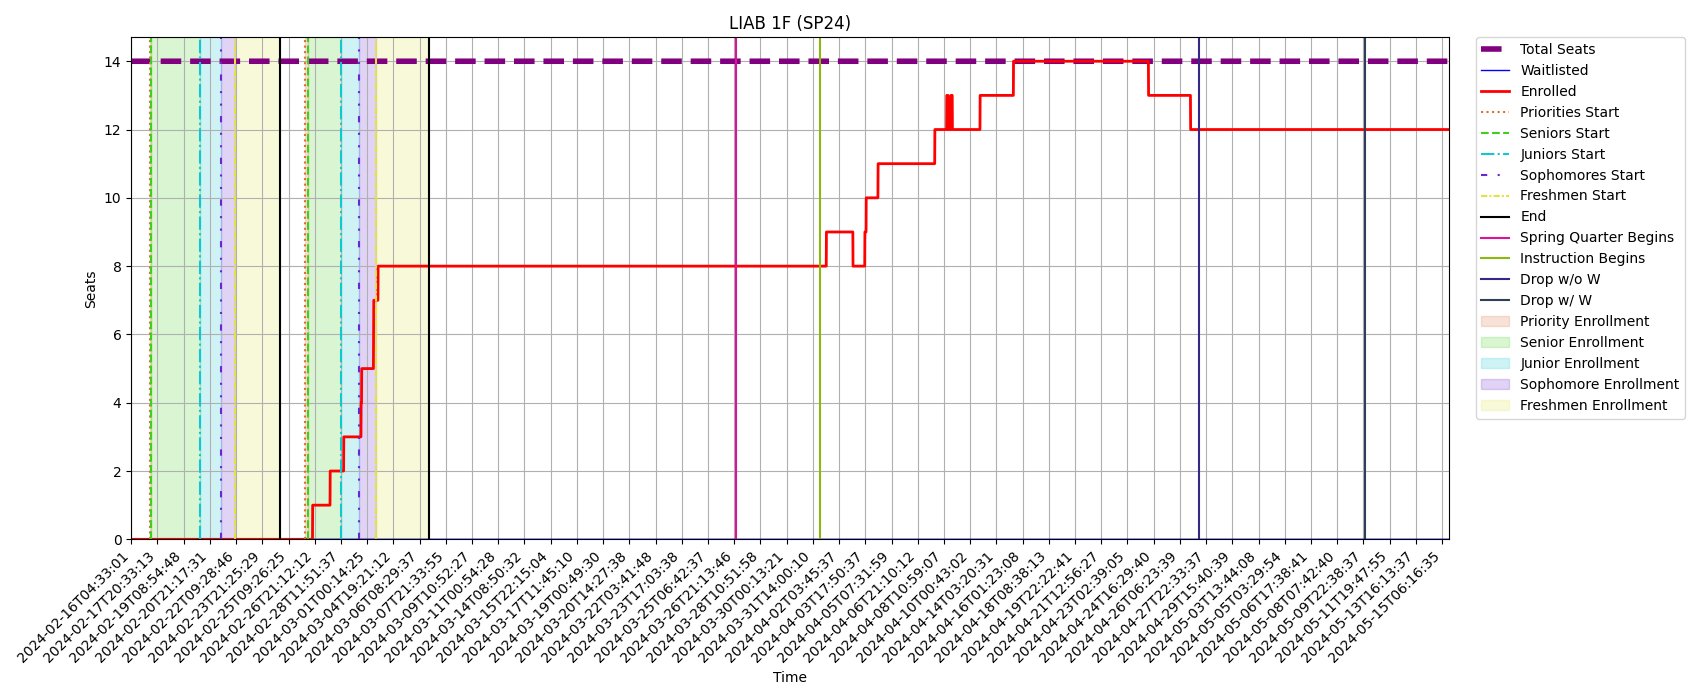 LIAB 1F (SP24)
Seats
14
12
10
8
6
4
2
0
2024-02-16T04:33:01
2024-02-17T20:33:13
2024-02-19T08:54:48
2024-02-20T21:17:31
2024-02-22T09:28:46
2024-02-23T21:25:29
2024-02-25T09:26:25
2024-02-26T21:12:12
2024-02-28T11:51:37
2024-03-01T00:14:25
2024-03-04T19:21:12
2024-03-06T08:29:37
2024-03-07T21:33:55
2024-03-09T10:52:27
2024-03-11T00:54:28
2024-03-14T08:50:32
2024-03-15T22:15:04
2024-03-17T11:45:10
2024-03-19T00:49:30
2024-03-20T14:27:38
2024-03-22T03:41:48
2024-03-23T17:03:38
2024-03-25T06:42:37
2024-03-26T21:13:46
2024-03-28T10:51:58
2024-03-30T00:13:21
2024-03-31T14:00:10
2024-04-02T03:45:37
2024-04-03T17:50:37
2024-04-05T07:31:59
2024-04-06T21:10:12
2024-04-08T10:59:07
2024-04-10T00:43:02
2024-04-14T03:20:31
2024-04-16T01:23:08
2024-04-18T08:38:13
2024-04-19T22:22:41
2024-04-21T12:56:27
2024-04-23T02:39:05
2024-04-24T16:29:40
2024-04-26T06:23:39
2024-04-27T22:33:37
2024-04-29T15:40:39
2024-05-03T13:44:08
2024-05-05T03:29:54
2024-05-06T17:38:41
2024-05-08T07:42:40
2024-05-09T22:38:37
2024-05-11T19:47:55
2024-05-13T16:13:37
2024-05-15T06:16:35
Time
Total Seats
Waitlisted
Enrolled
Priorities Start
Seniors Start
Juniors Start
Sophomores Start
Freshmen Start
End
Spring Quarter Begins
Instruction Begins
Drop w/o W
Drop w/ W
Priority Enrollment
Senior Enrollment
Junior Enrollment
Sophomore Enrollment
Freshmen Enrollment